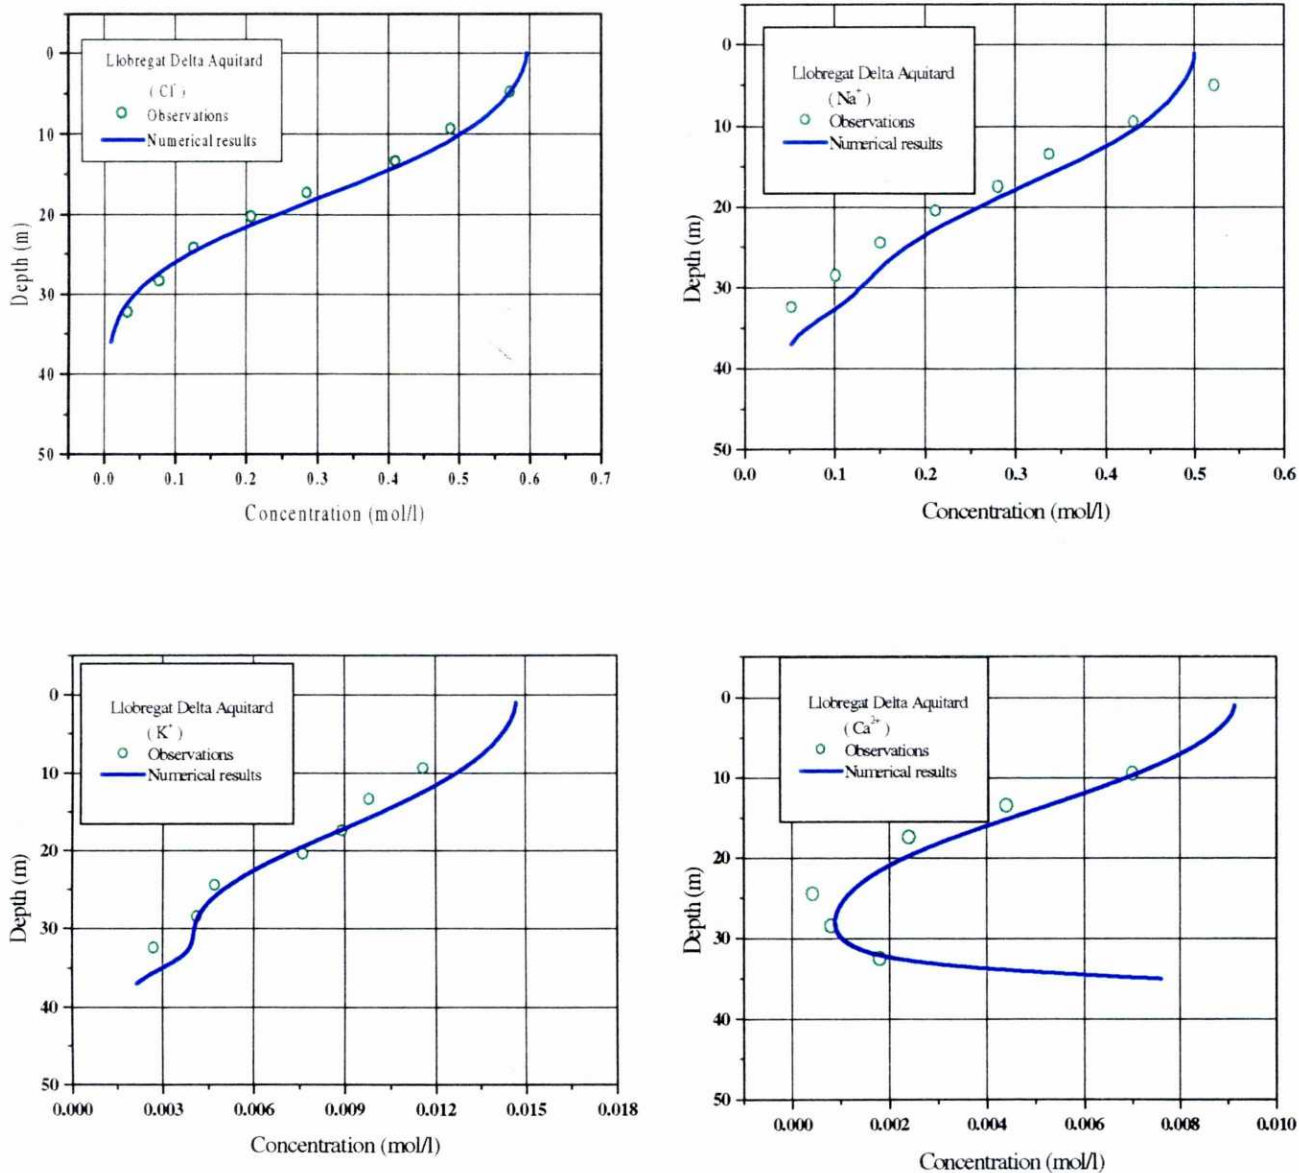 0
10
20
30
40
50
Depth (m)
Llobregat Delta Aquitard
( Cl⁻ )
Observations
Numerical results
0.0 0.1 0.2 0.3 0.4 0.5 0.6 0.7
Concentration (mol/l)
0
10
20
30
40
50
Depth (m)
Llobregat Delta Aquitard
( Na⁺ )
Observations
Numerical results
0.0 0.1 0.2 0.3 0.4 0.5 0.6
Concentration (mol/l)
0
10
20
30
40
50
Depth (m)
Llobregat Delta Aquitard
( K⁺ )
Observations
Numerical results
0.000 0.003 0.006 0.009 0.012 0.015 0.018
Concentration (mol/l)
0
10
20
30
40
50
Depth (m)
Llobregat Delta Aquitard
( Ca²⁺ )
Observations
Numerical results
0.000 0.002 0.004 0.006 0.008 0.010
Concentration (mol/l)